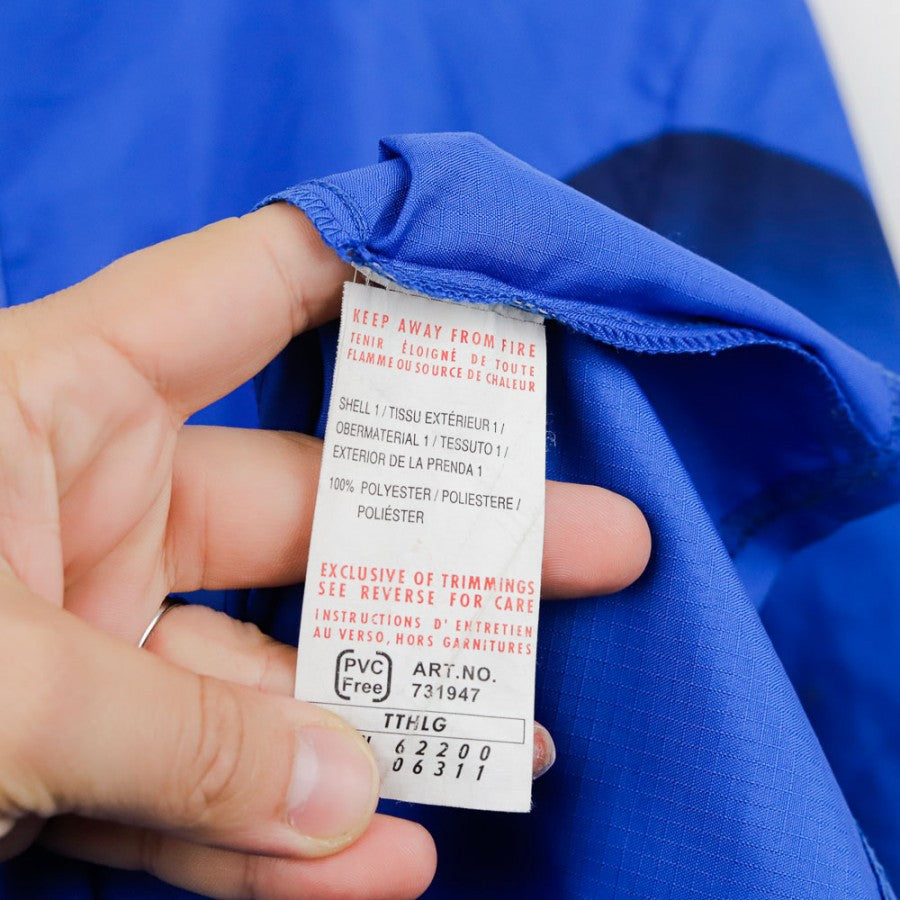 KEEP AWAY FROM FIRE
TENIR ÉLOIGNÉ DE TOUTE
FLAMME OU SOURCE DE CHALEUR
SHELL 1 / TISSU EXTÉRIEUR 1 /
OBERMATERIAL 1 / TESSUTO 1 /
EXTERIOR DE LA PRENDA 1
100% POLYESTER / POLIESTERE /
POLIÉSTER
EXCLUSIVE OF TRIMMINGS
SEE REVERSE FOR CARE
INSTRUCTIONS D'ENTRETIEN
AU VERSO, HORS GARNITURES
PVC Free
ART.NO.
731947
TTHLG
62200
06311